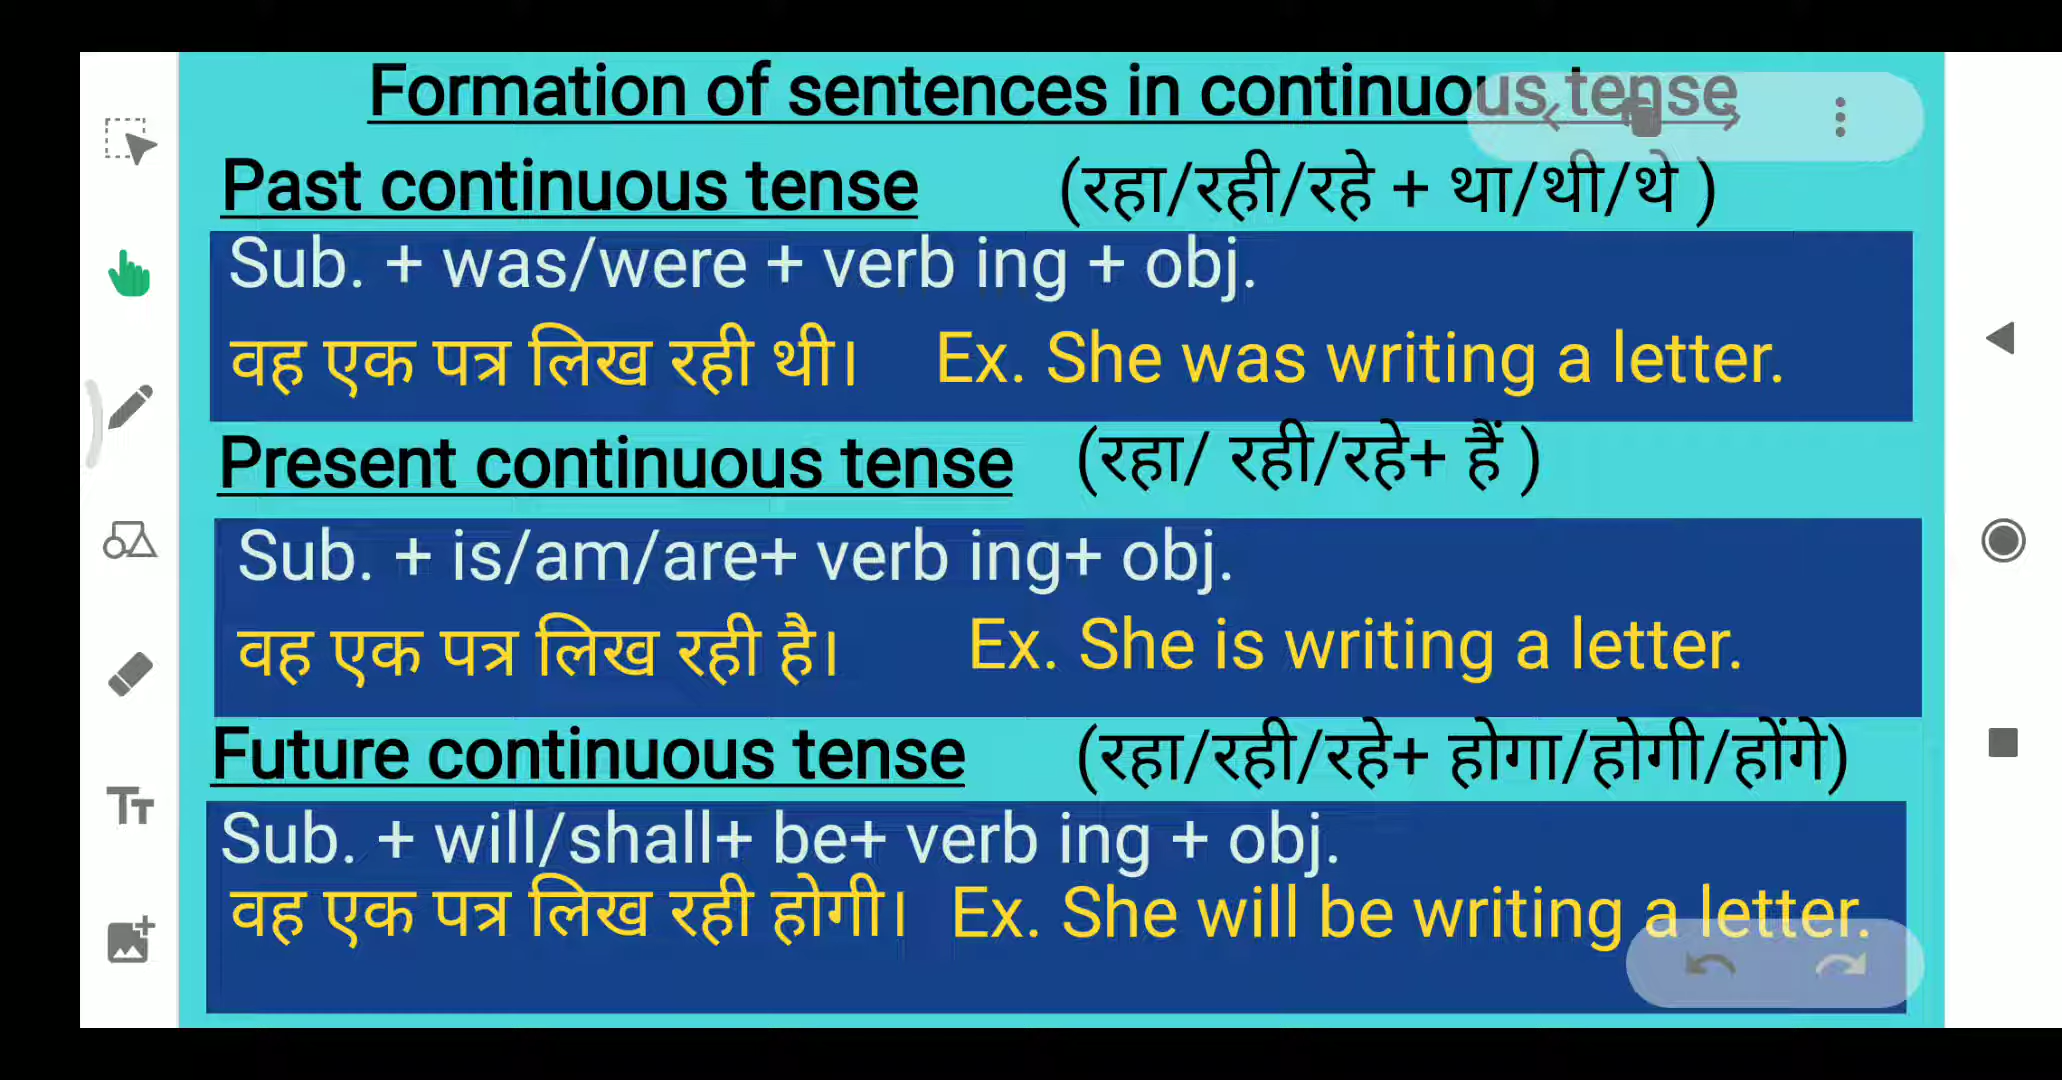 Formation of sentences in continuous tense
Past continuous tense (रहा/रही/रहे + था/थी/थे )
Sub. + was/were + verb ing + obj.
वह एक पत्र लिख रही थी। Ex. She was writing a letter.
Present continuous tense (रहा/ रही/रहे+ हैं )
Sub. + is/am/are+ verb ing+ obj.
वह एक पत्र लिख रही है। Ex. She is writing a letter.
Future continuous tense (रहा/रही/रहे+ होगा/होगी/होंगे)
Sub. + will/shall+ be+ verb ing + obj.
वह एक पत्र लिख रही होगी। Ex. She will be writing a letter.
TT